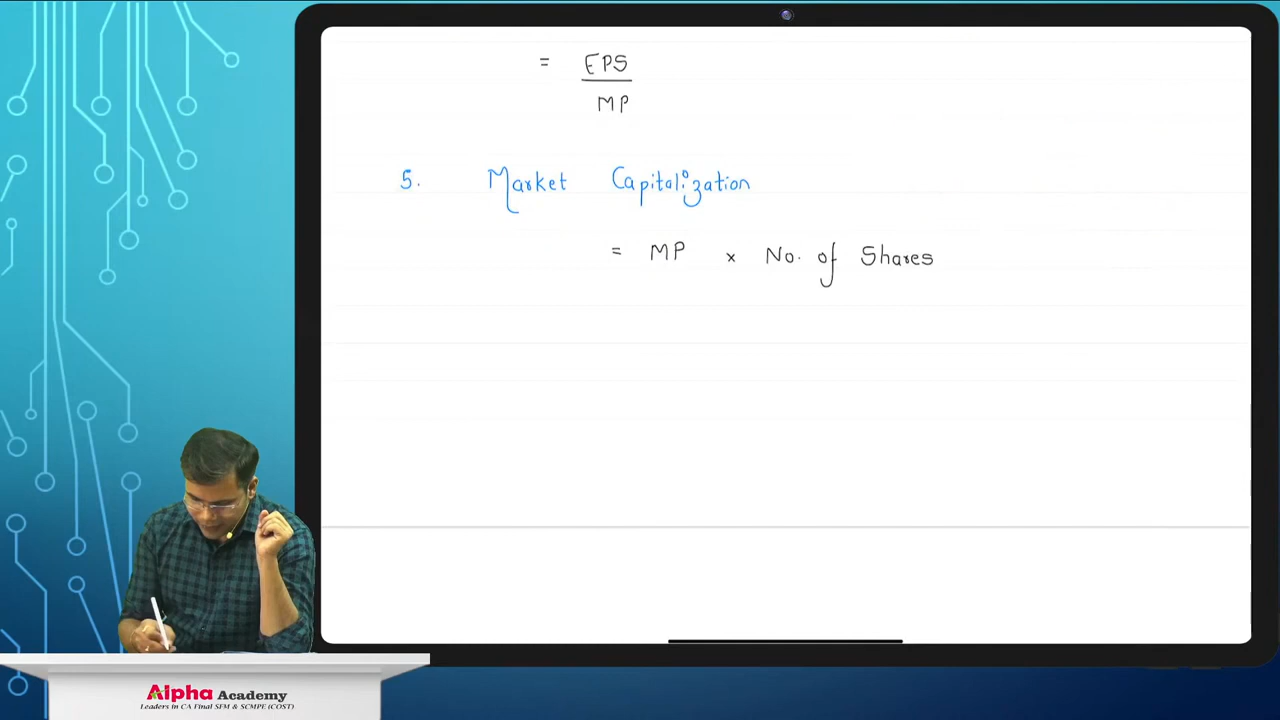 = EPS
MP
5. Market Capitalization
= MP × No. of Shares
Alpha Academy
Leaders in CA Final SFM & SCMPE (COST)